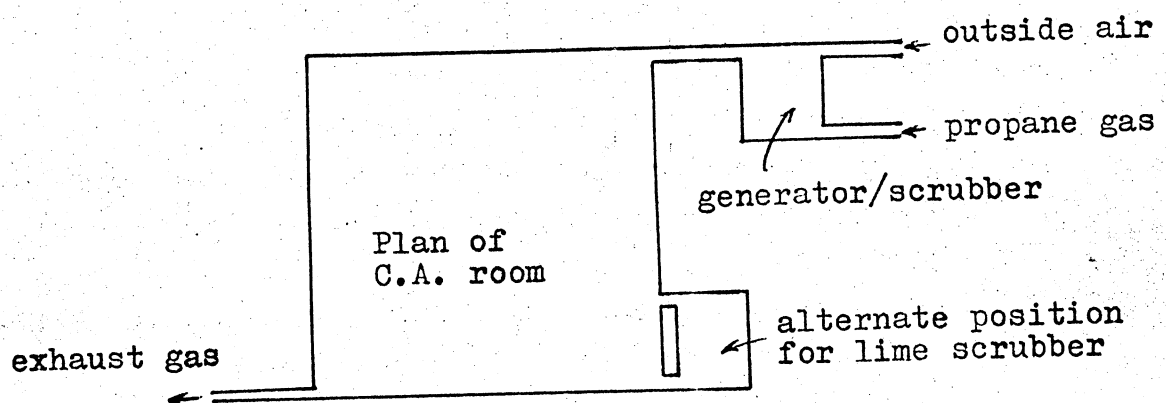 outside air
propane gas
generator/scrubber
Plan of
C.A. room
alternate position
for lime scrubber
exhaust gas